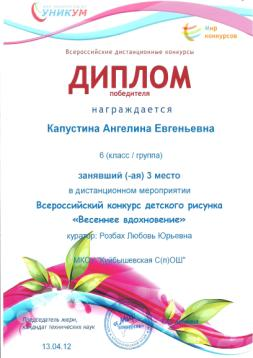 УНИКУМ
мир
конкурсов
Всероссийские дистанционные конкурсы
ДИПЛОМ
победителя
награждается
Капустина Ангелина Евгеньевна
6 (класс / группа)
занявший (-ая) 3 место
в дистанционном мероприятии
Всероссийский конкурс детского рисунка
«Весеннее вдохновение»
куратор: Розбах Любовь Юрьевна
"Куйбышевская С(п)ОШ"
Председатель жюри,
кандидат технических наук
13.04.12